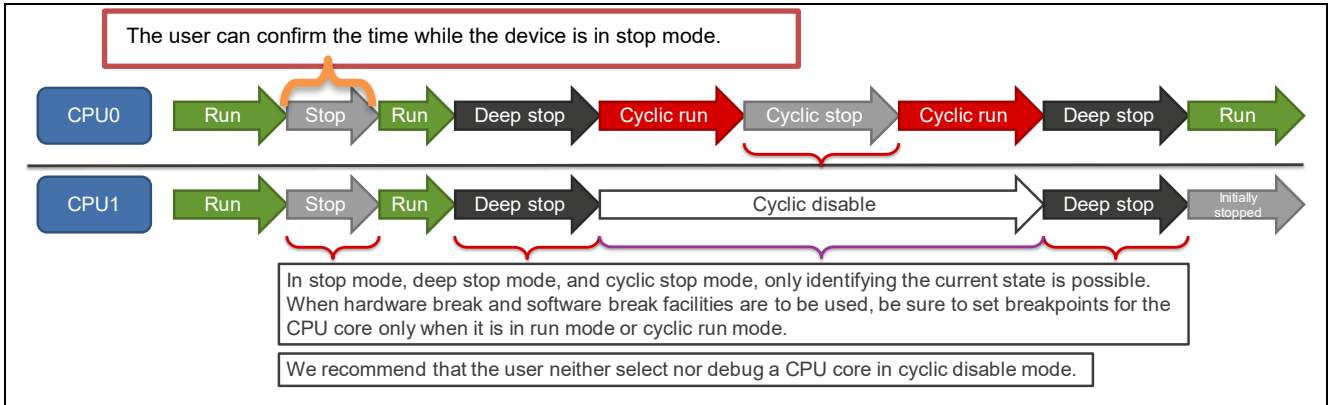 The user can confirm the time while the device is in stop mode.
CPU0
Run
Stop
Run
Deep stop
Cyclic run
Cyclic stop
Cyclic run
Deep stop
Run
CPU1
Run
Stop
Run
Deep stop
Cyclic disable
Deep stop
Initially
stopped
In stop mode, deep stop mode, and cyclic stop mode, only identifying the current state is possible.
When hardware break and software break facilities are to be used, be sure to set breakpoints for the
CPU core only when it is in run mode or cyclic run mode.
We recommend that the user neither select nor debug a CPU core in cyclic disable mode.